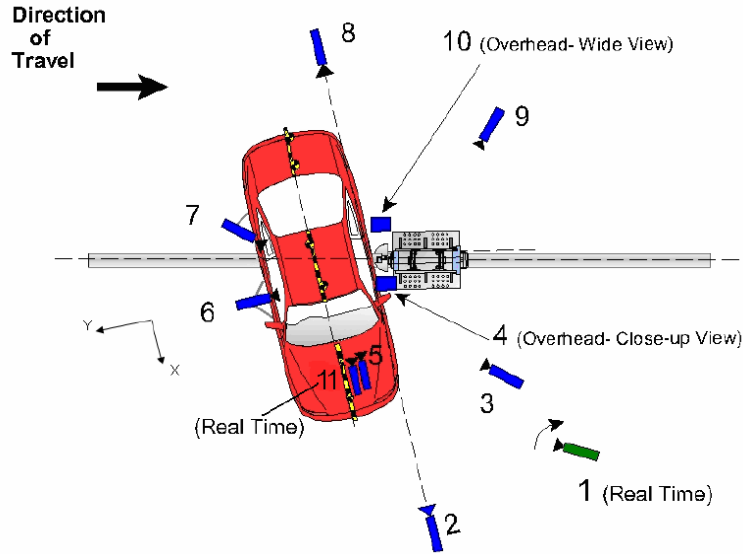 Direction
of
Travel
8
10 (Overhead- Wide View)
9
7
6
Y
X
4 (Overhead- Close-up View)
5
11
3
(Real Time)
1 (Real Time)
2